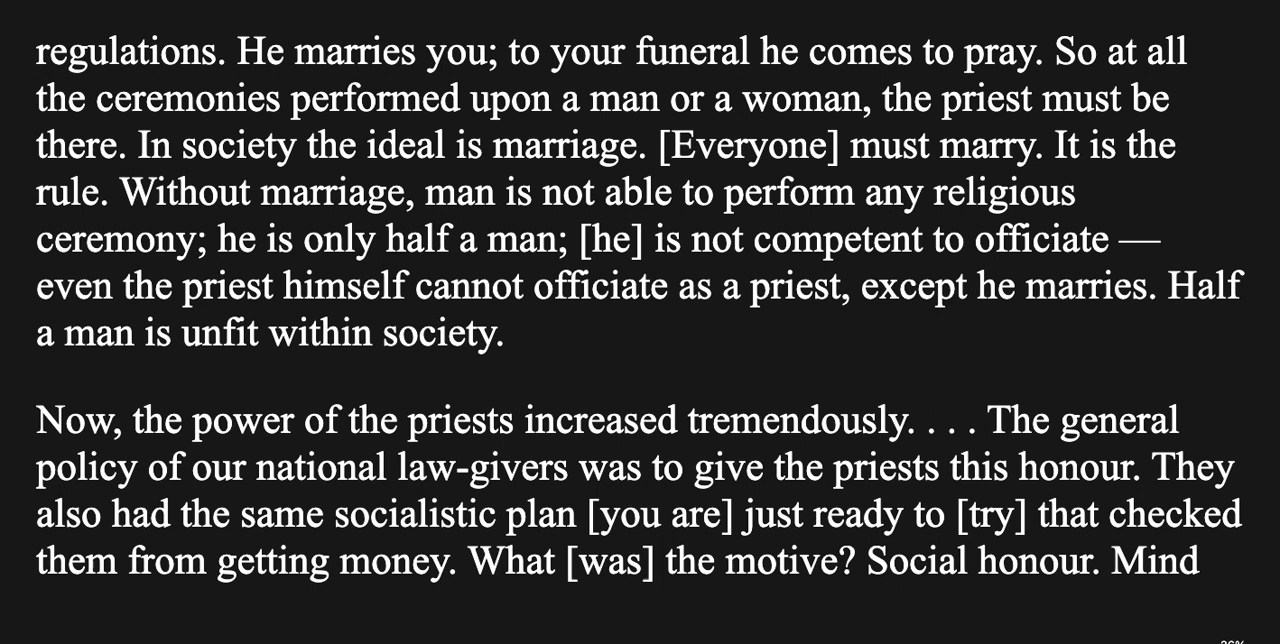 regulations. He marries you; to your funeral he comes to pray. So at all
the ceremonies performed upon a man or a woman, the priest must be
there. In society the ideal is marriage. [Everyone] must marry. It is the
rule. Without marriage, man is not able to perform any religious
ceremony; he is only half a man; [he] is not competent to officiate —
even the priest himself cannot officiate as a priest, except he marries. Half
a man is unfit within society.
Now, the power of the priests increased tremendously. . . . The general
policy of our national law-givers was to give the priests this honour. They
also had the same socialistic plan [you are] just ready to [try] that checked
them from getting money. What [was] the motive? Social honour. Mind